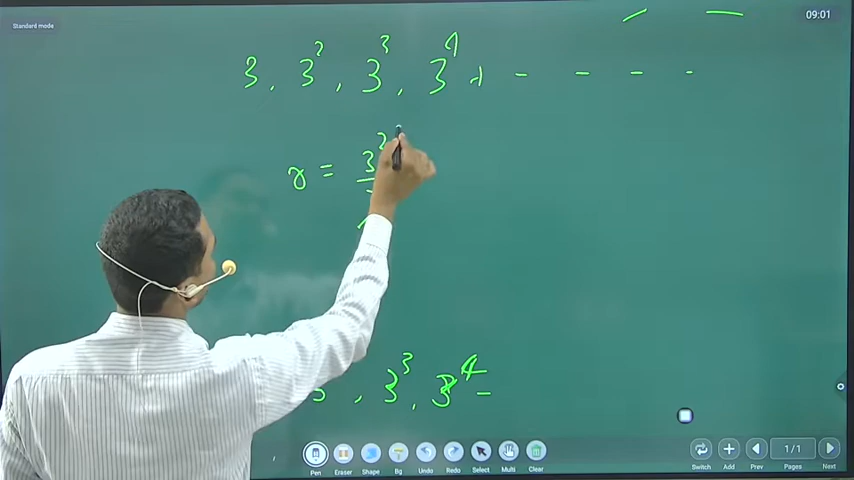 Standard mode
09:01
3, 3², 3³, 3⁴, - - - -
r = 3²
3³, 3⁴ -
Pen Eraser Shape Bg Undo Redo Select Multi Clear
1/1
Switch Add Prev Pages Next